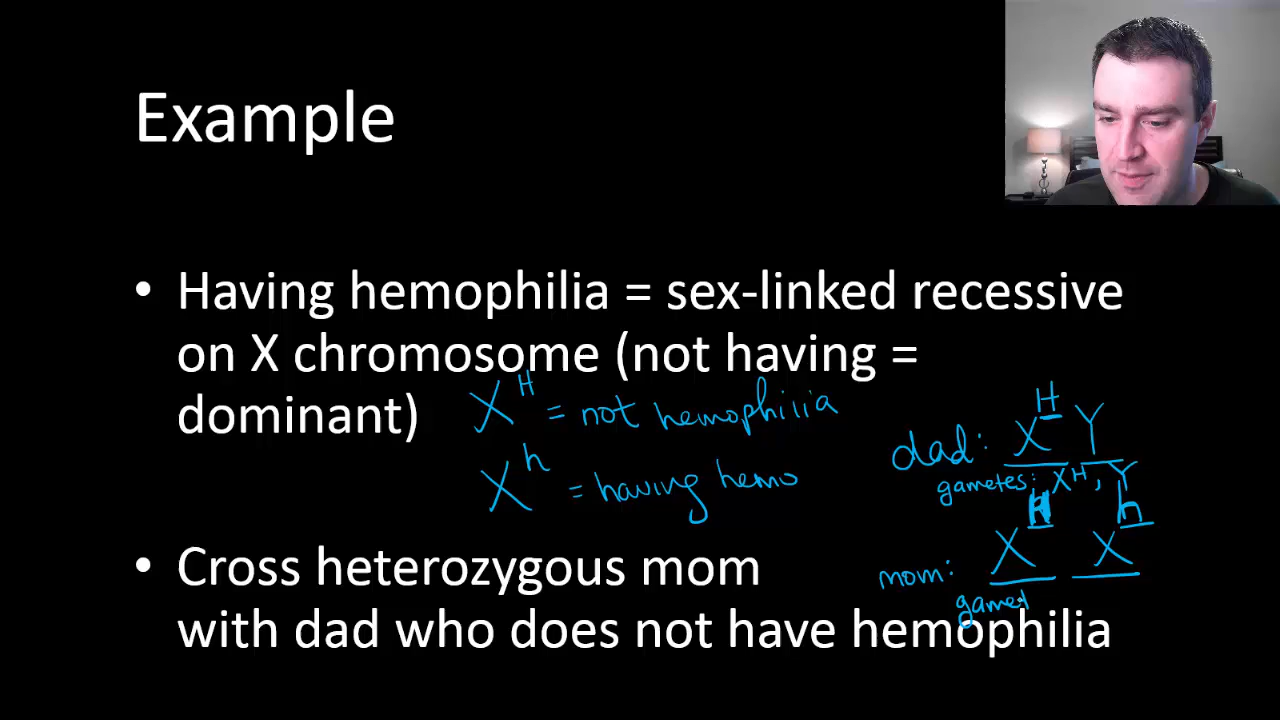 Example
• Having hemophilia = sex-linked recessive
on X chromosome (not having =
dominant)
X^H = not hemophilia
X^h = having hemo
dad: X^H Y
gametes: X^H, Y
mom: X^H X^h
gamet
• Cross heterozygous mom
with dad who does not have hemophilia